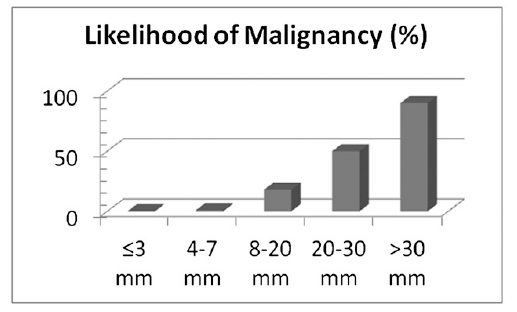 Likelihood of Malignancy (%)
100
50
0
≤3 4-7 8-20 20-30 >30
mm mm mm mm mm